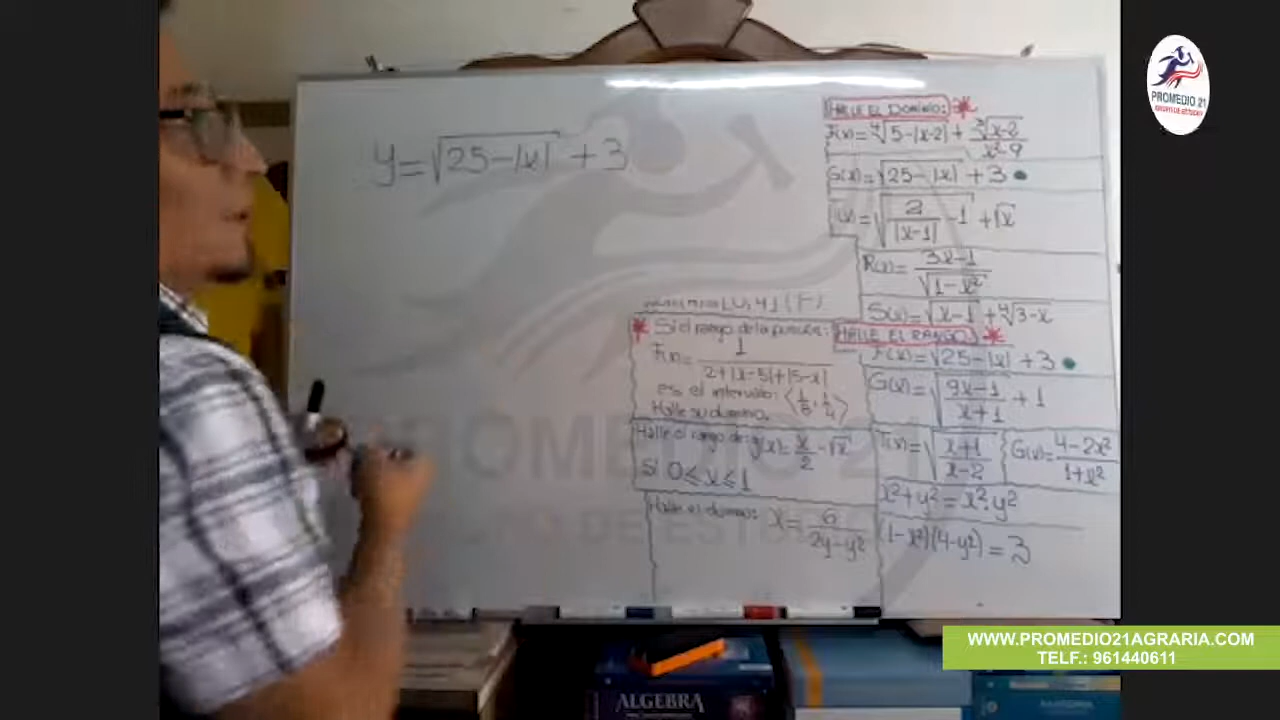 y = √25-|x| + 3
HALLE EL DOMINIO:
F(x) = ⁴√5-|x-2| + ³√x-2 / x²-9
G(x) = √25-|x| + 3
= √2/|x-1| - 1 + √x
R(x) = 3x-1 / √1-x²
S(x) = √x-1 + ⁴√3-x
Si el rango de la función:
F(x) = 1 / 2+|x-5|+|5-x|
es el intervalo:
Halle su dominio.
Halle el rango de: g(x) = x/2 - √x
Si 0 ≤ x ≤ 1
Halle el dominio: x = 6 / 2y-y²
HALLE EL RANGO:
F(x) = √25-|x| + 3
G(x) = √9x-1 / x+1 + 1
T(x) = √x+1 / x-2
G(x) = 4-2x² / 1+x²
x²+y² = x².y²
(1-x²)(4-y²) = 3
PROMEDIO 21
PROMEDIO 21
ALGEBRA
WWW.PROMEDIO21AGRARIA.COM
TELF.: 961440611